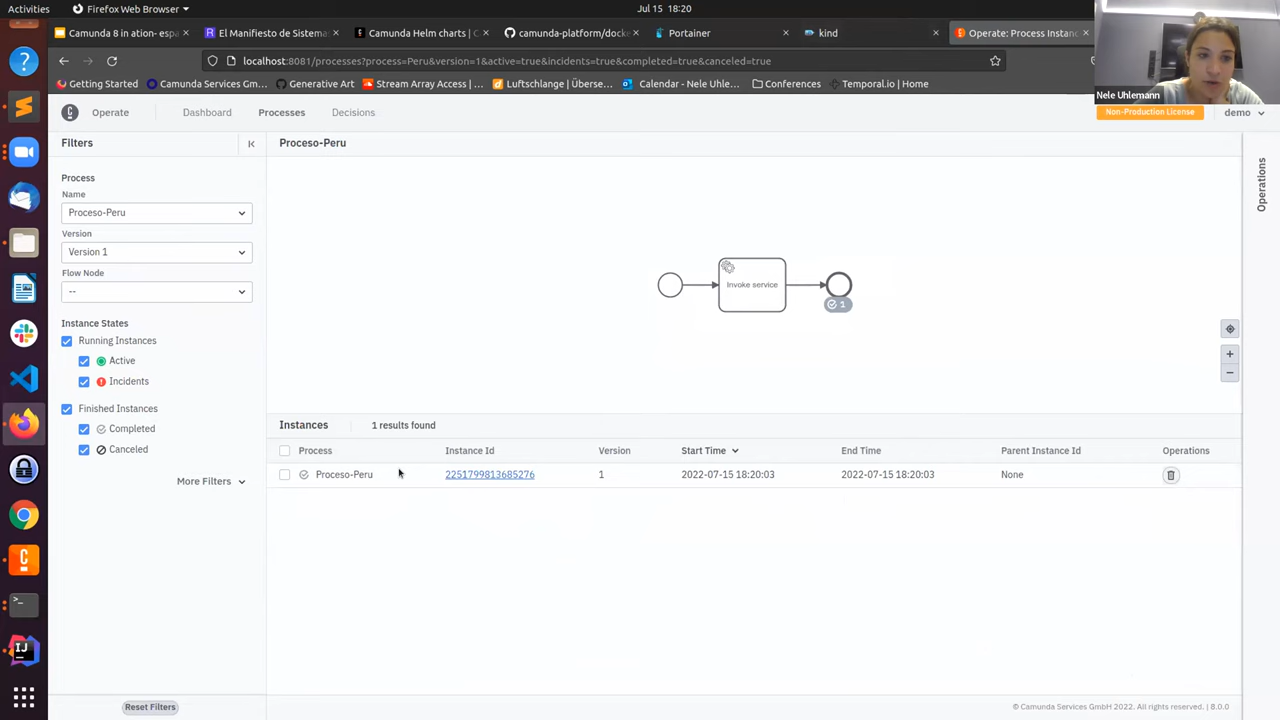 Activities
Firefox Web Browser
Jul 15 18:20
Camunda 8 in ation- espa
El Manifiesto de Sistema
Camunda Helm charts | C
camunda-platform/docke
Portainer
kind
Operate: Process Instanc
localhost:8081/processes?process=Peru&version=1&active=true&incidents=true&completed=true&canceled=true
Getting Started
Camunda Services Gm...
Generative Art
Stream Array Access | ...
Luftschlange | Überse...
Calendar - Nele Uhle...
Conferences
Temporal.io | Home
Nele Uhlemann
Operate
Dashboard
Processes
Decisions
Non-Production License
demo
Filters
Proceso-Peru
Operations
Process
Name
Proceso-Peru
Version
Version 1
Flow Node
--
Instance States
Running Instances
Active
Incidents
Finished Instances
Completed
Canceled
More Filters
Reset Filters
Invoke service
1
Instances
1 results found
Process
Instance Id
Version
Start Time
End Time
Parent Instance Id
Operations
Proceso-Peru
2251799813685276
1
2022-07-15 18:20:03
2022-07-15 18:20:03
None
© Camunda Services GmbH 2022. All rights reserved. | 8.0.0